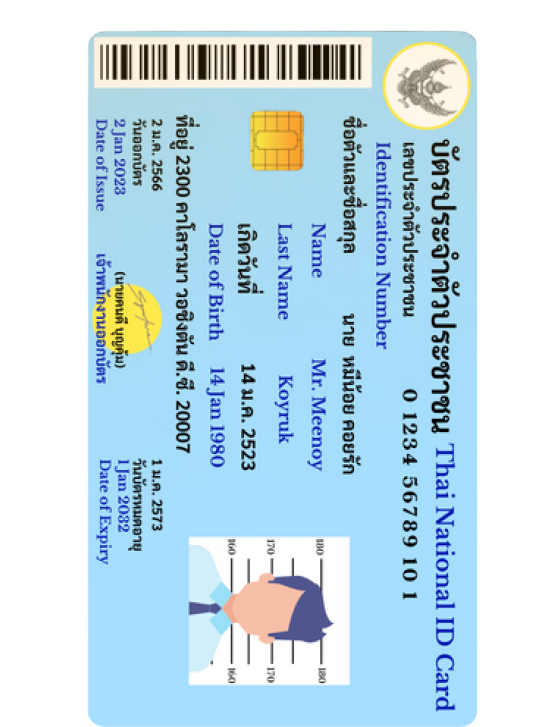 บัตรประจำตัวประชาชน Thai National ID Card
เลขประจำตัวประชาชน 0 1234 56789 10 1
Identification Number
ชื่อตัวและชื่อสกุล นาย หมีน้อย คอยรัก
Name Mr. Meenoy
Last Name Koyruk
เกิดวันที่ 14 ม.ค. 2523
Date of Birth 14 Jan 1980
ที่อยู่ 2300 คาโลรามา วอชิงตัน ดี.ซี. 20007
2 ม.ค. 2566
วันออกบัตร
2 Jan 2023
Date of Issue
(นายคนดี บุญคุ้ม)
เจ้าพนักงานออกบัตร
1 ม.ค. 2573
วันบัตรหมดอายุ
1 Jan 2032
Date of Expiry
180 180
170 170
160 160